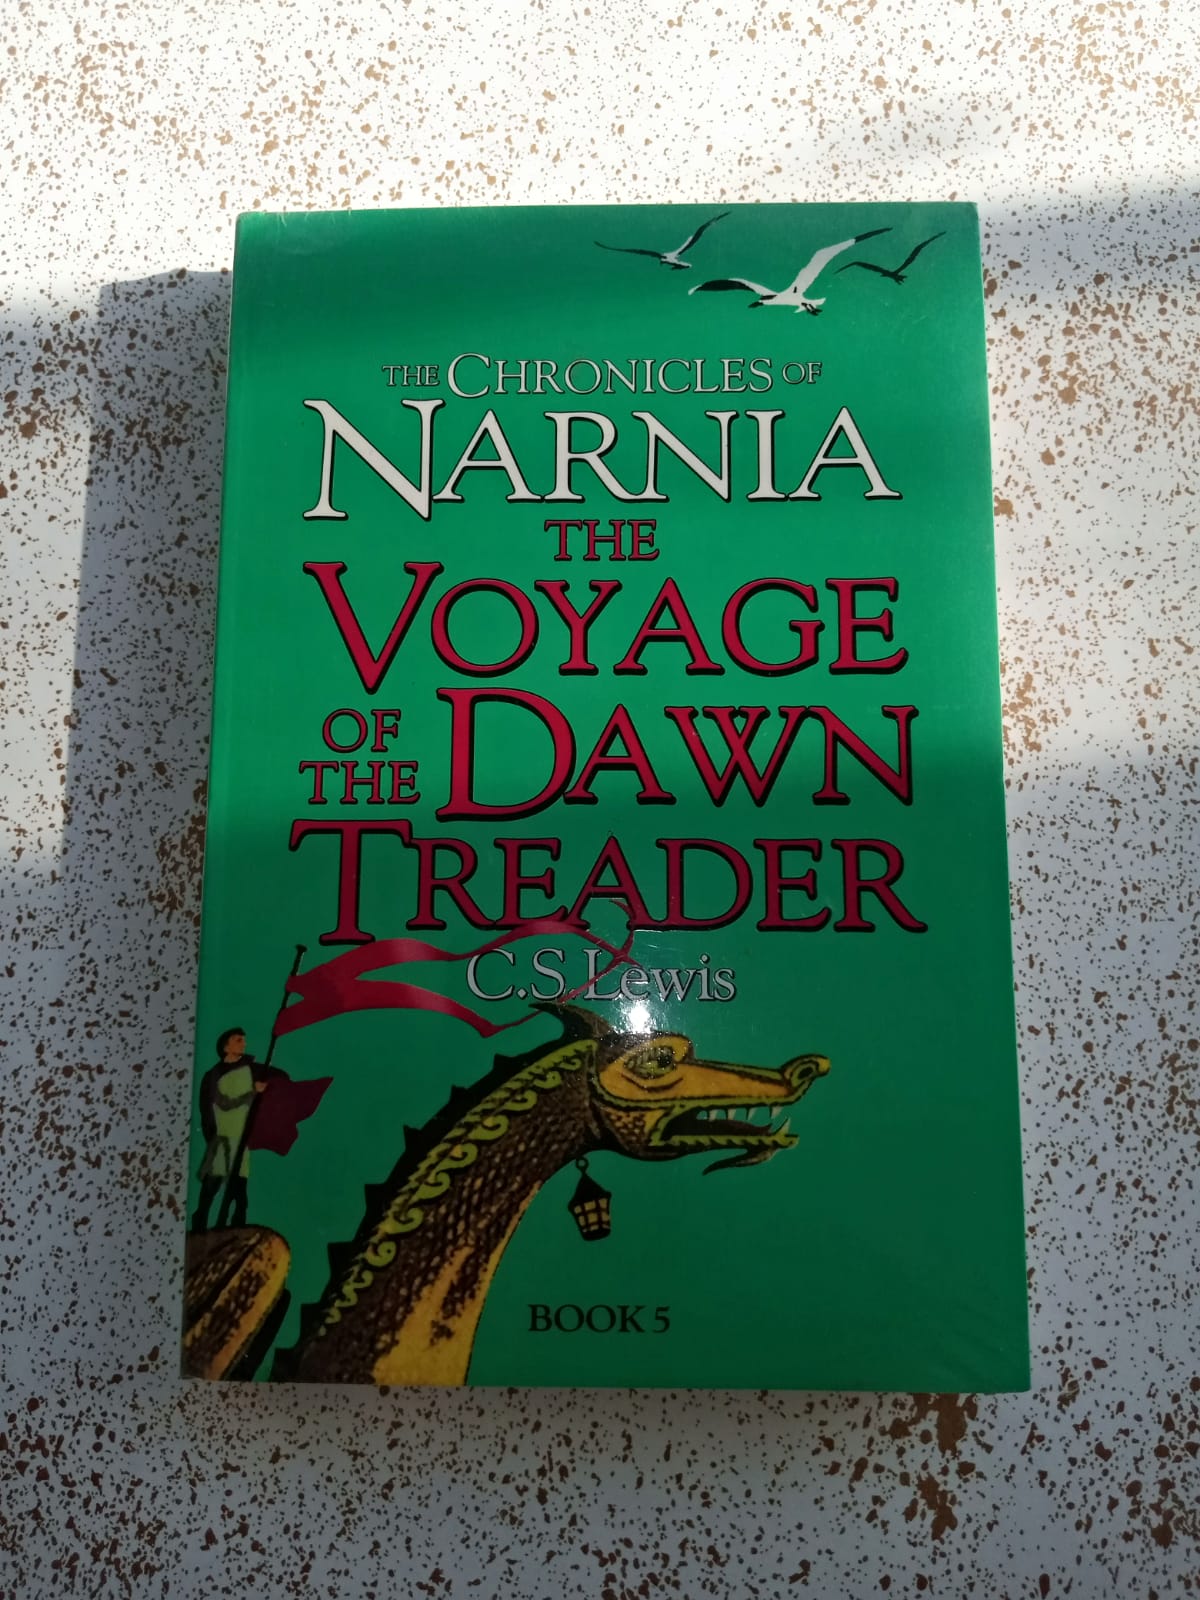 THE CHRONICLES OF
NARNIA
THE
VOYAGE
OF
THE DAWN
TREADER
C.S. Lewis
BOOK 5